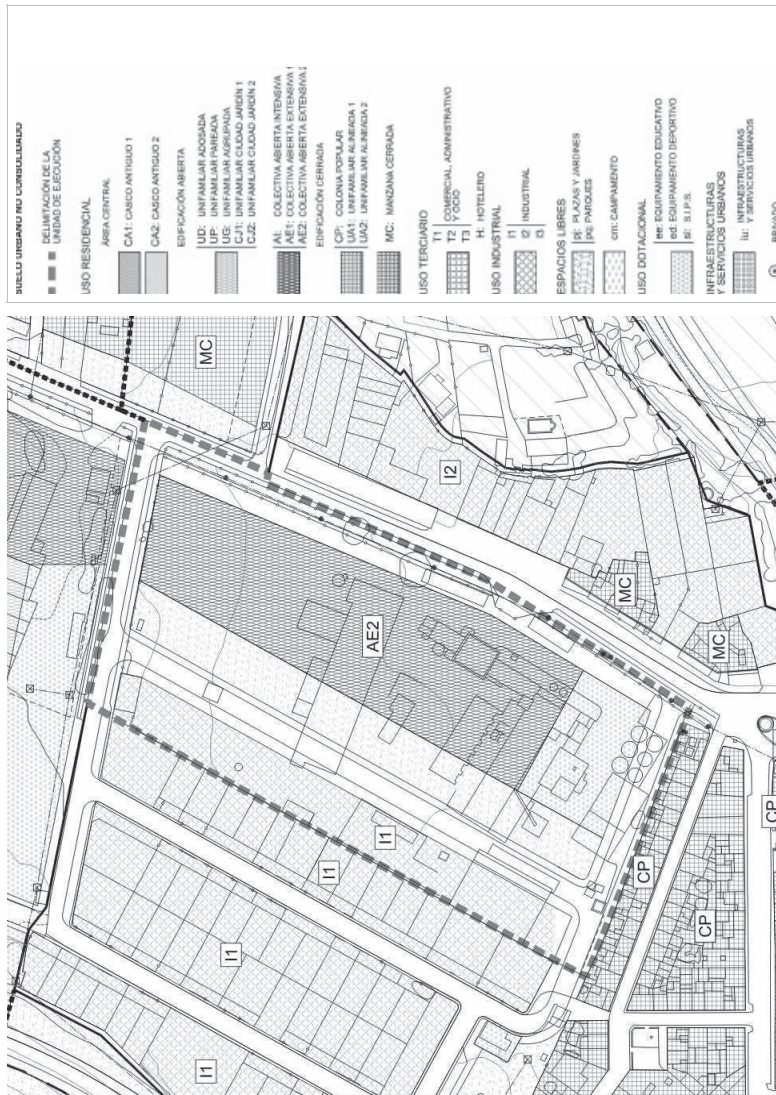 SUELO URBANO NO CONSOLIDADO
DELIMITACIÓN DE LA
UNIDAD DE EJECUCIÓN
USO RESIDENCIAL
ÁREA CENTRAL
CA1: CASCO ANTIGUO 1
CA2: CASCO ANTIGUO 2
EDIFICACIÓN ABIERTA
UD: UNIFAMILIAR ADOSADA
UP: UNIFAMILIAR PAREADA
UG: UNIFAMILIAR AGRUPADA
CJ1: UNIFAMILIAR CIUDAD JARDÍN 1
CJ2: UNIFAMILIAR CIUDAD JARDÍN 2
AI: COLECTIVA ABIERTA INTENSIVA
AE1: COLECTIVA ABIERTA EXTENSIVA 1
AE2: COLECTIVA ABIERTA EXTENSIVA 2
EDIFICACIÓN CERRADA
CP: COLONIA POPULAR
UA1: UNIFAMILIAR ALINEADA 1
UA2: UNIFAMILIAR ALINEADA 2
MC: MANZANA CERRADA
USO TERCIARIO
T1
T2
T3
COMERCIAL, ADMINISTRATIVO
Y OCIO
H: HOTELERO
USO INDUSTRIAL
I1
I2
I3
INDUSTRIAL
ESPACIOS LIBRES
pj: PLAZAS Y JARDINES
pq: PARQUES
cm: CAMPAMENTO
USO DOTACIONAL
ee: EQUIPAMIENTO EDUCATIVO
ed: EQUIPAMIENTO DEPORTIVO
si: S.I.P.S.
INFRAESTRUCTURAS
Y SERVICIOS URBANOS
iu: INFRAESTRUCTURAS
Y SERVICIOS URBANOS
MC
I2
AE2
MC
MC
I1
I1
I1
I1
CP
CP
CP